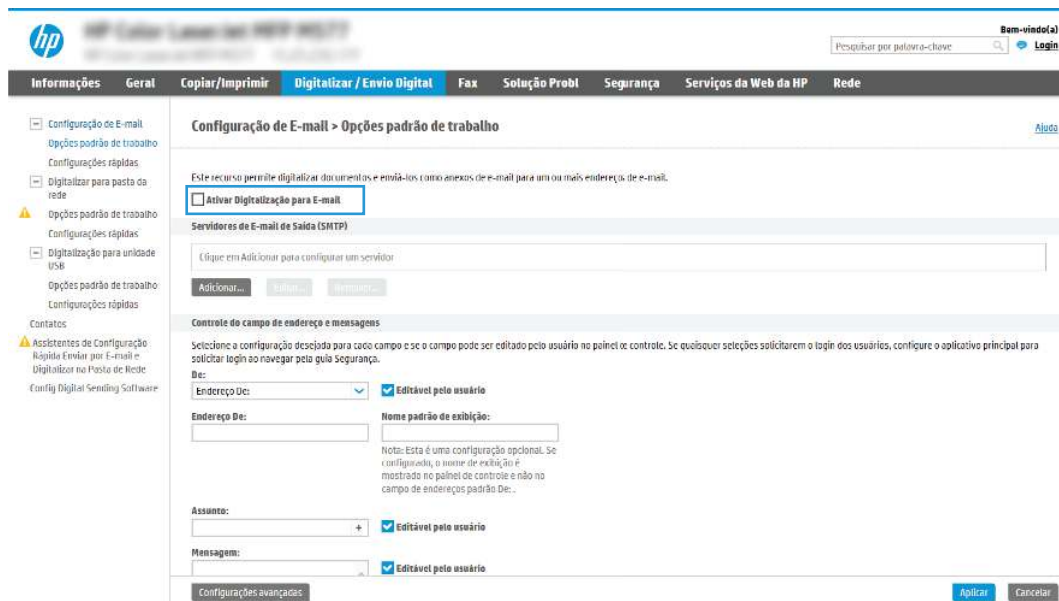 hp
Bem-vindo(a)
Pesquisar por palavra-chave
Login
Informações Geral Copiar/Imprimir Digitalizar / Envio Digital Fax Solução Probl Segurança Serviços da Web da HP Rede
Configuração de E-mail
Opções padrão de trabalho
Configurações rápidas
Digitalizar para pasta da
rede
Opções padrão de trabalho
Configurações rápidas
Digitalização para unidade
USB
Opções padrão de trabalho
Configurações rápidas
Contatos
Assistentes de Configuração
Rápida Enviar por E-mail e
Digitalizar na Pasta de Rede
Config Digital Sending Software
Configuração de E-mail > Opções padrão de trabalho
Ajuda
Este recurso permite digitalizar documentos e enviá-los como anexos de e-mail para um ou mais endereços de e-mail.
Ativar Digitalização para E-mail
Servidores de E-mail de Saída (SMTP)
Clique em Adicionar para configurar um servidor
Adicionar...
Controle do campo de endereço e mensagens
Selecione a configuração desejada para cada campo e se o campo pode ser editado pelo usuário no painel de controle. Se quaisquer seleções solicitarem o login dos usuários, configure o aplicativo principal para
solicitar login ao navegar pela guia Segurança.
De:
Endereço De: Editável pelo usuário
Endereço De: Nome padrão de exibição:
Nota: Esta é uma configuração opcional. Se
configurado, o nome de exibição é
mostrado no painel de controle e não no
campo de endereços padrão De: .
Assunto:
+ Editável pelo usuário
Mensagem:
Editável pelo usuário
Configurações avançadas Aplicar Cancelar